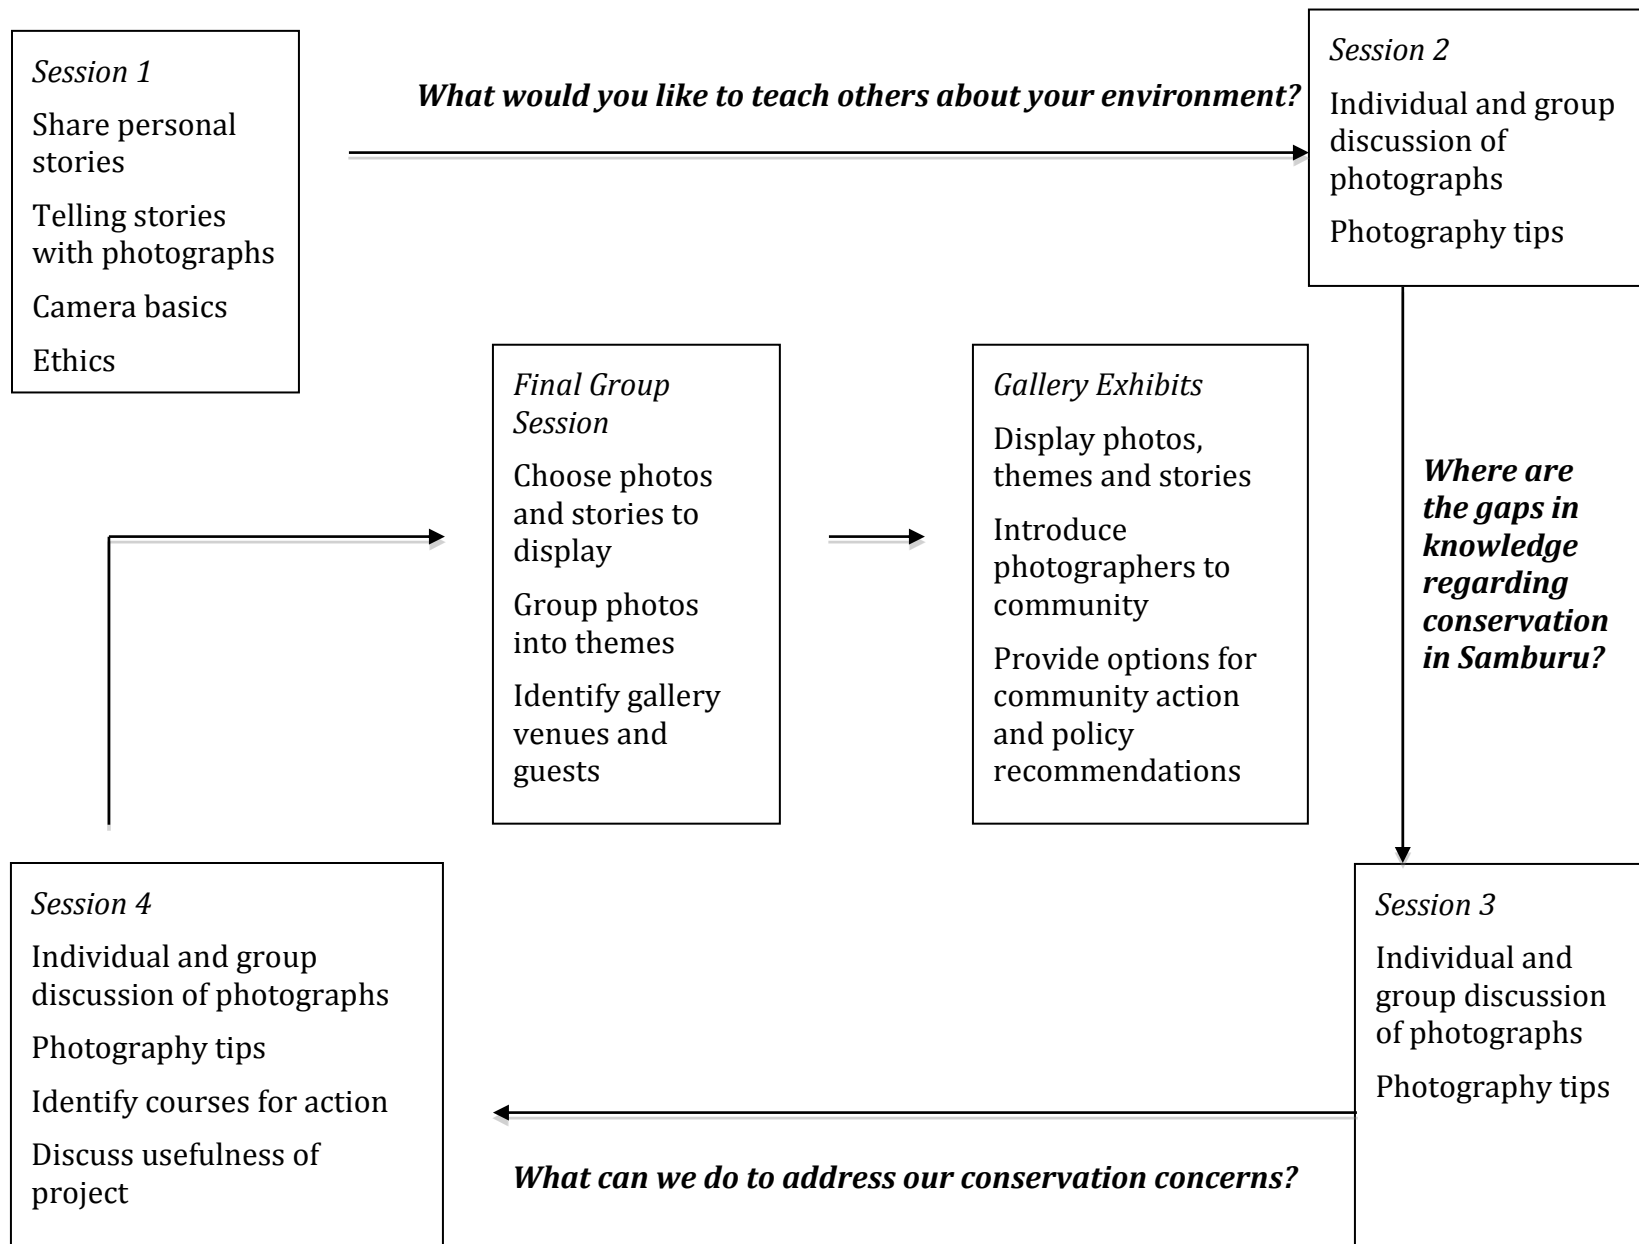 Session 1
Share personal
stories
Telling stories
with photographs
Camera basics
Ethics
What would you like to teach others about your environment?
Session 2
Individual and group
discussion of
photographs
Photography tips
Where are
the gaps in
knowledge
regarding
conservation
in Samburu?
Session 3
Individual and
group discussion
of photographs
Photography tips
What can we do to address our conservation concerns?
Session 4
Individual and group
discussion of photographs
Photography tips
Identify courses for action
Discuss usefulness of
project
Final Group
Session
Choose photos
and stories to
display
Group photos
into themes
Identify gallery
venues and
guests
Gallery Exhibits
Display photos,
themes and stories
Introduce
photographers to
community
Provide options for
community action
and policy
recommendations